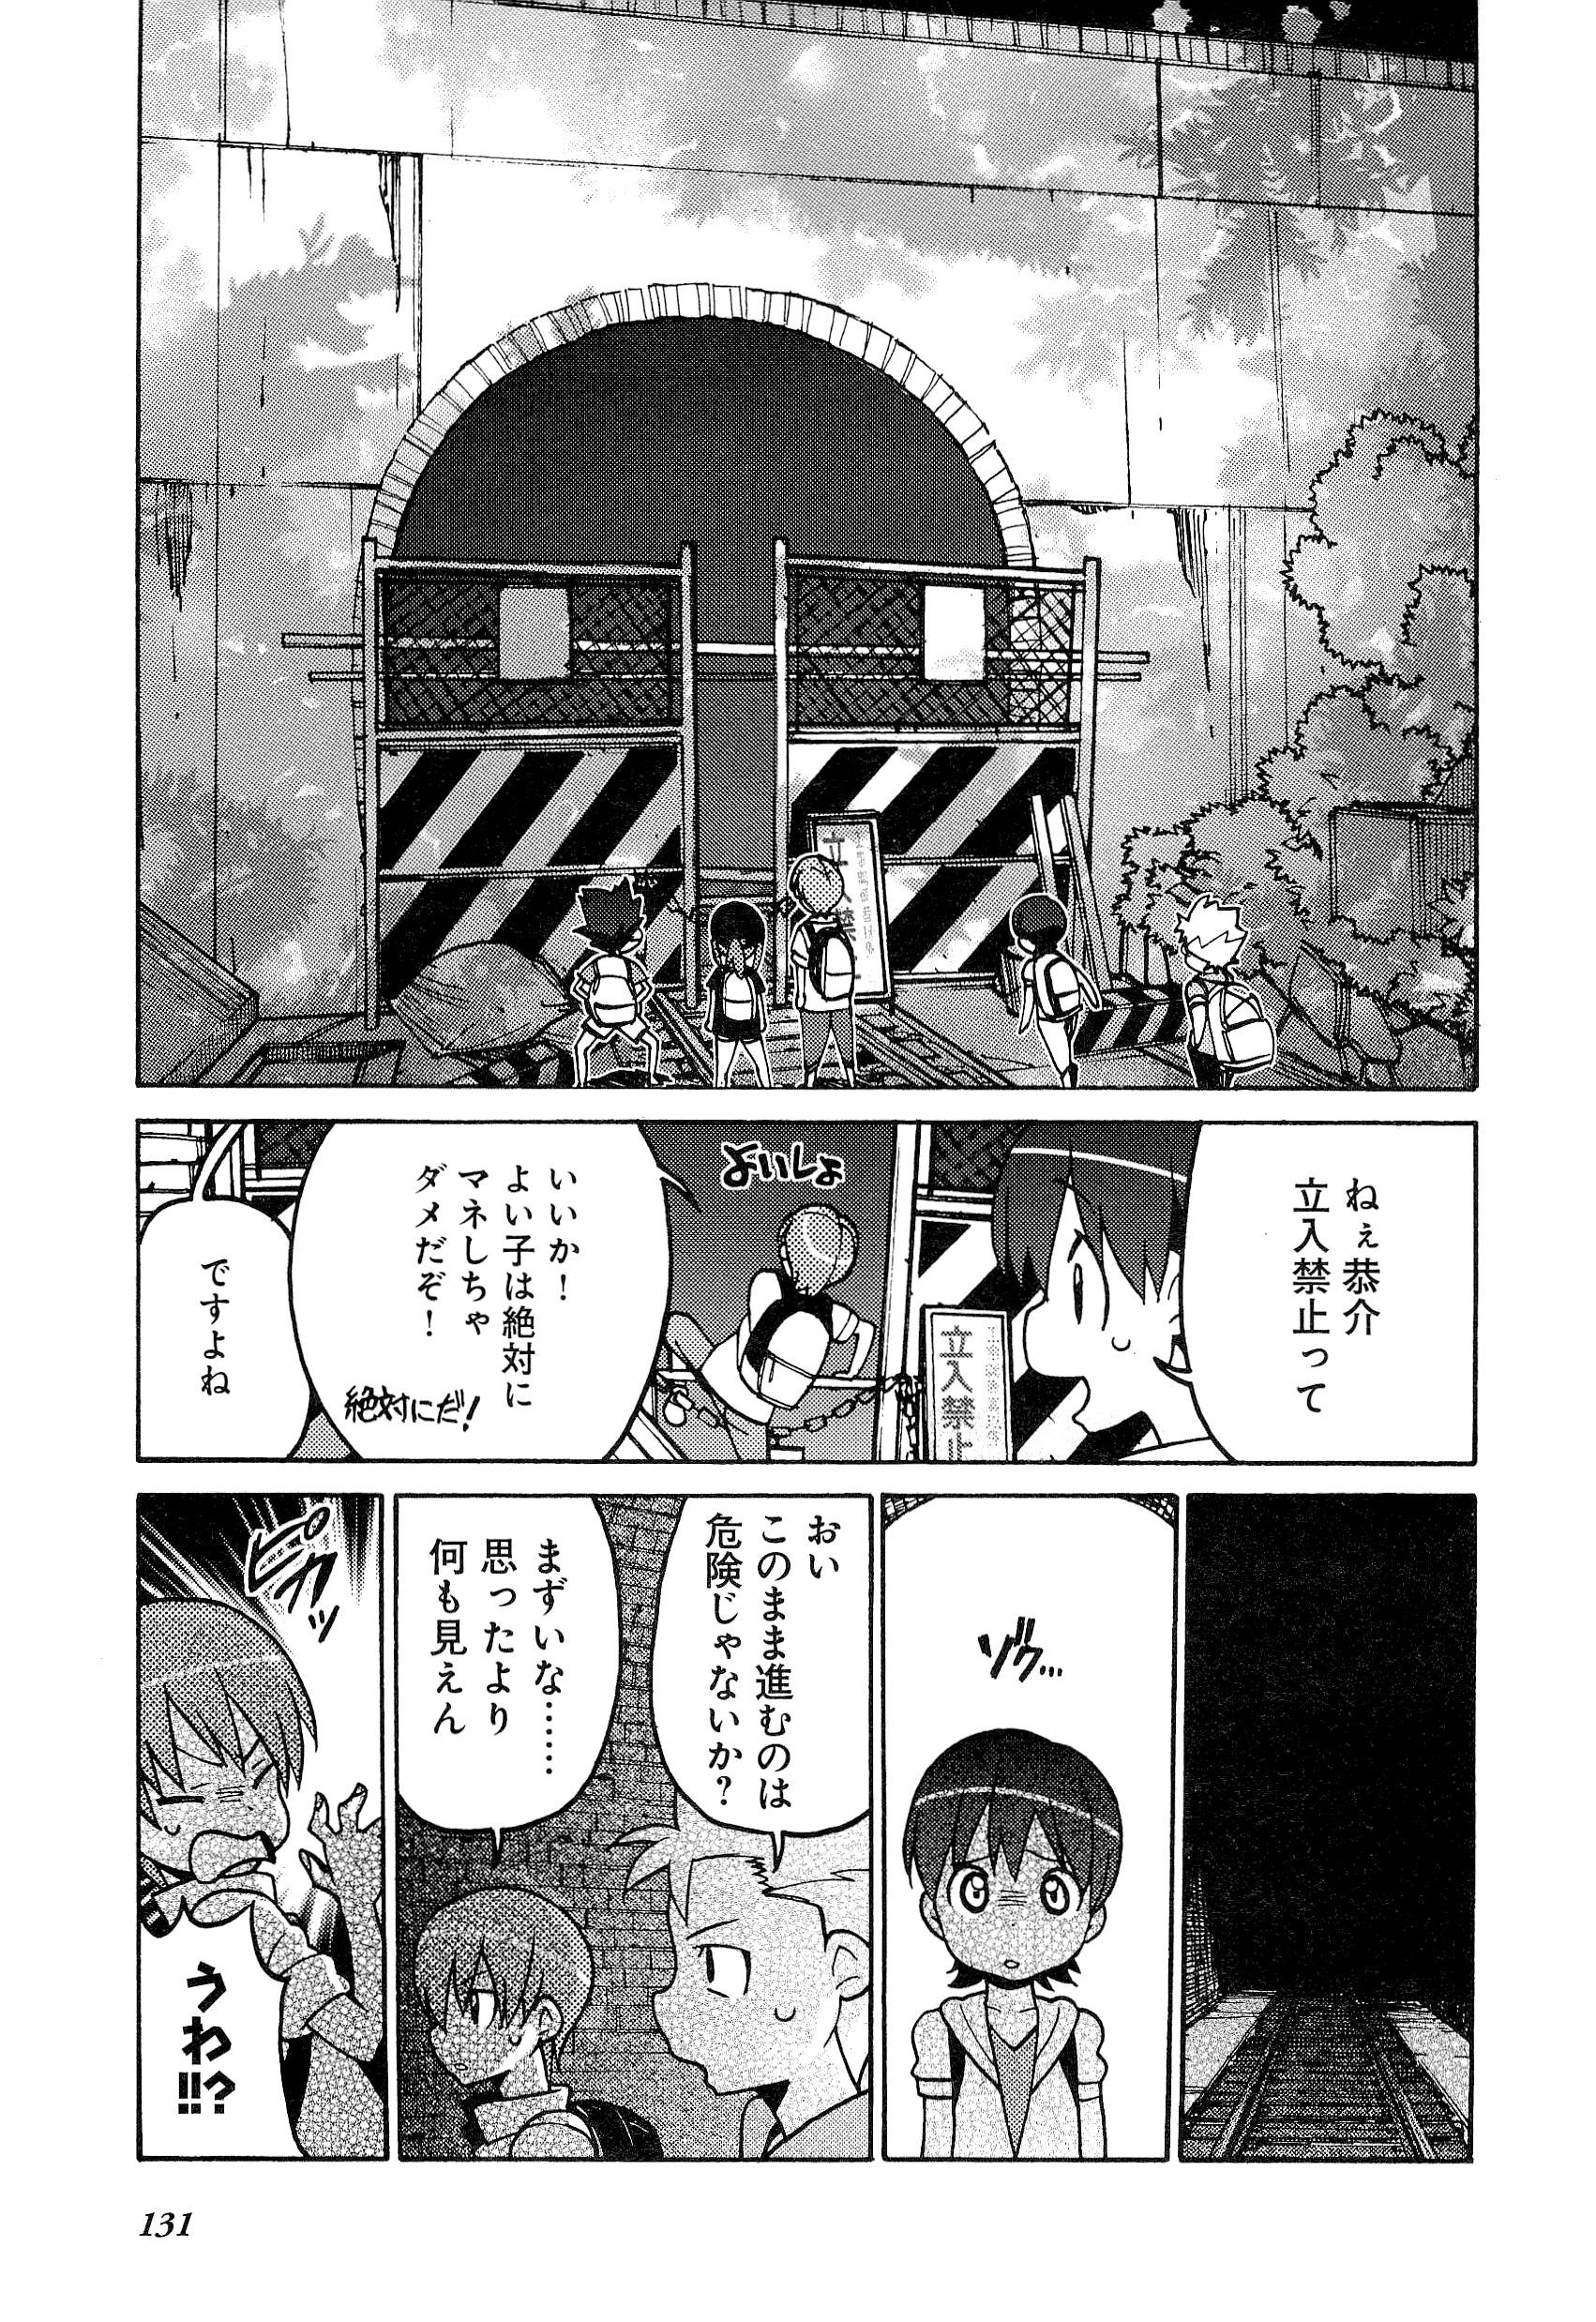 立入禁
ねぇ恭介
立入禁止って
立入禁止
よいしょ
いいか！
よい子は絶対に
マネしちゃ
ダメだぞ！
絶対にだ！
ですよね
ゾク…
おい
このまま進むのは
危険じゃないか？
まずいな……
思ったより
何も見えん
ピカッ
うわ!!?
131